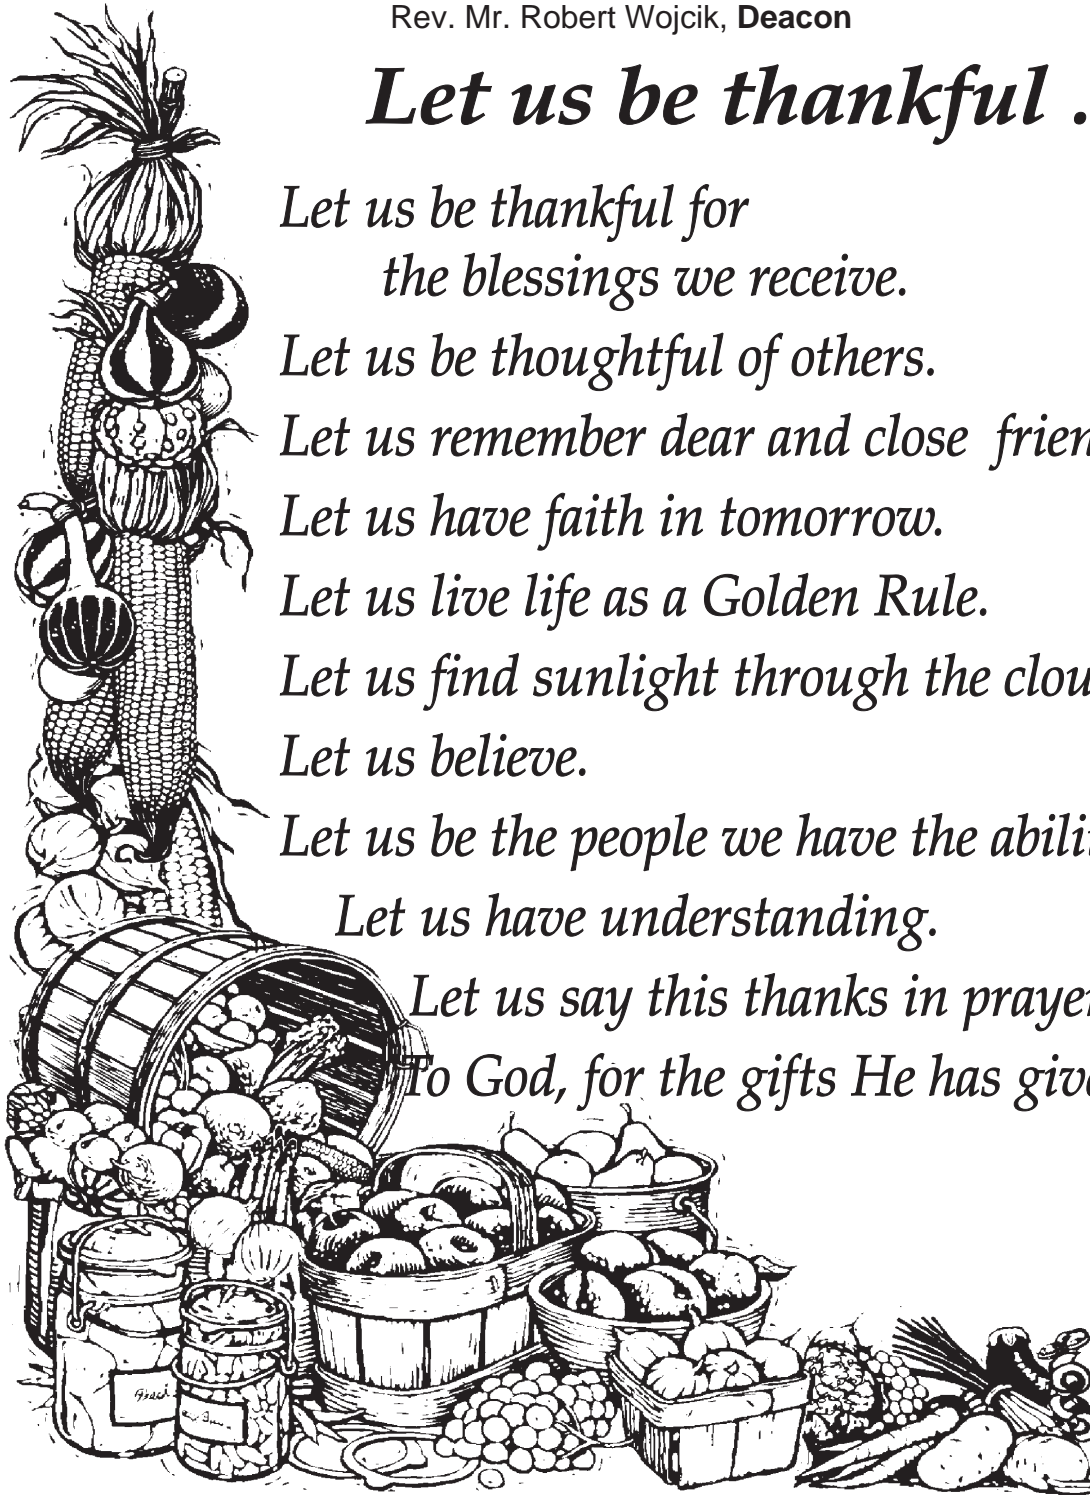 Rev. Mr. Robert Wojcik, Deacon
Let us be thankful .
Let us be thankful for
the blessings we receive.
Let us be thoughtful of others.
Let us remember dear and close
Let us have faith in tomorrow.
Let us live life as a Golden Rule.
Let us find sunlight through the
Let us believe.
Let us be the people we have the
Let us have understanding.
Let us say this thanks in
To God, for the gifts He has